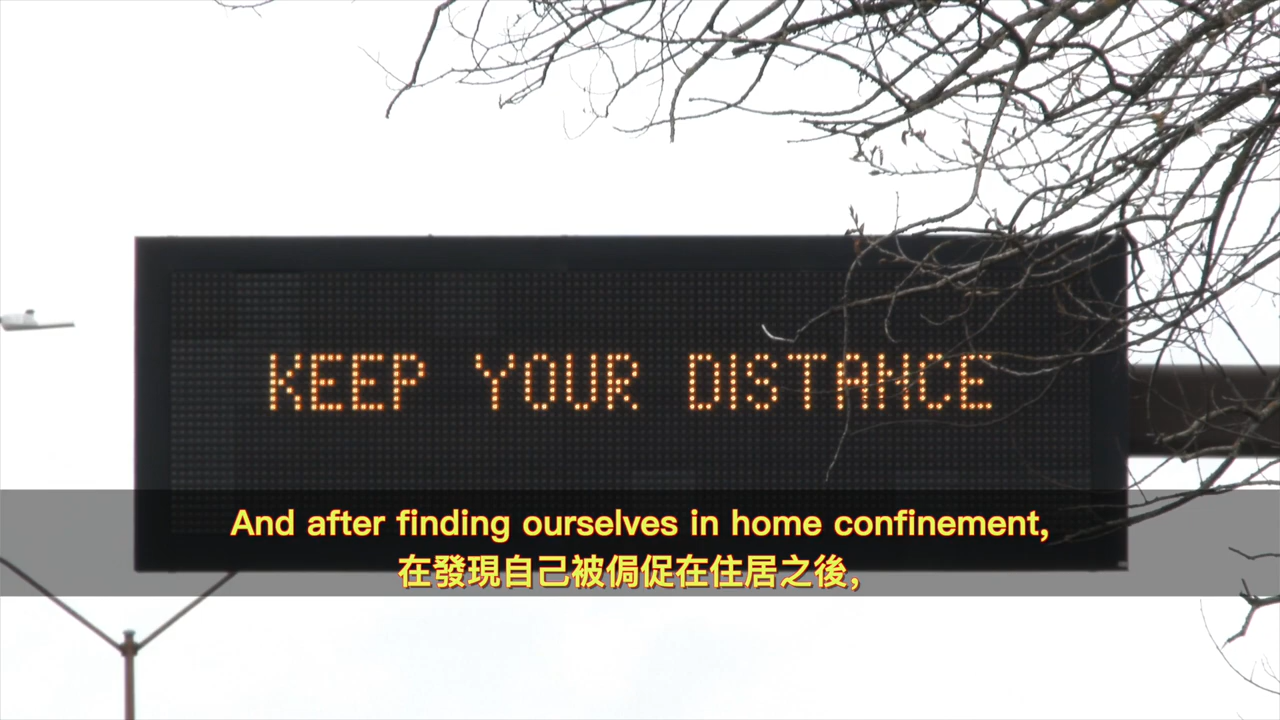 KEEP YOUR DISTANCE
And after finding ourselves in home confinement,
在發現自己被侷促在住居之後，